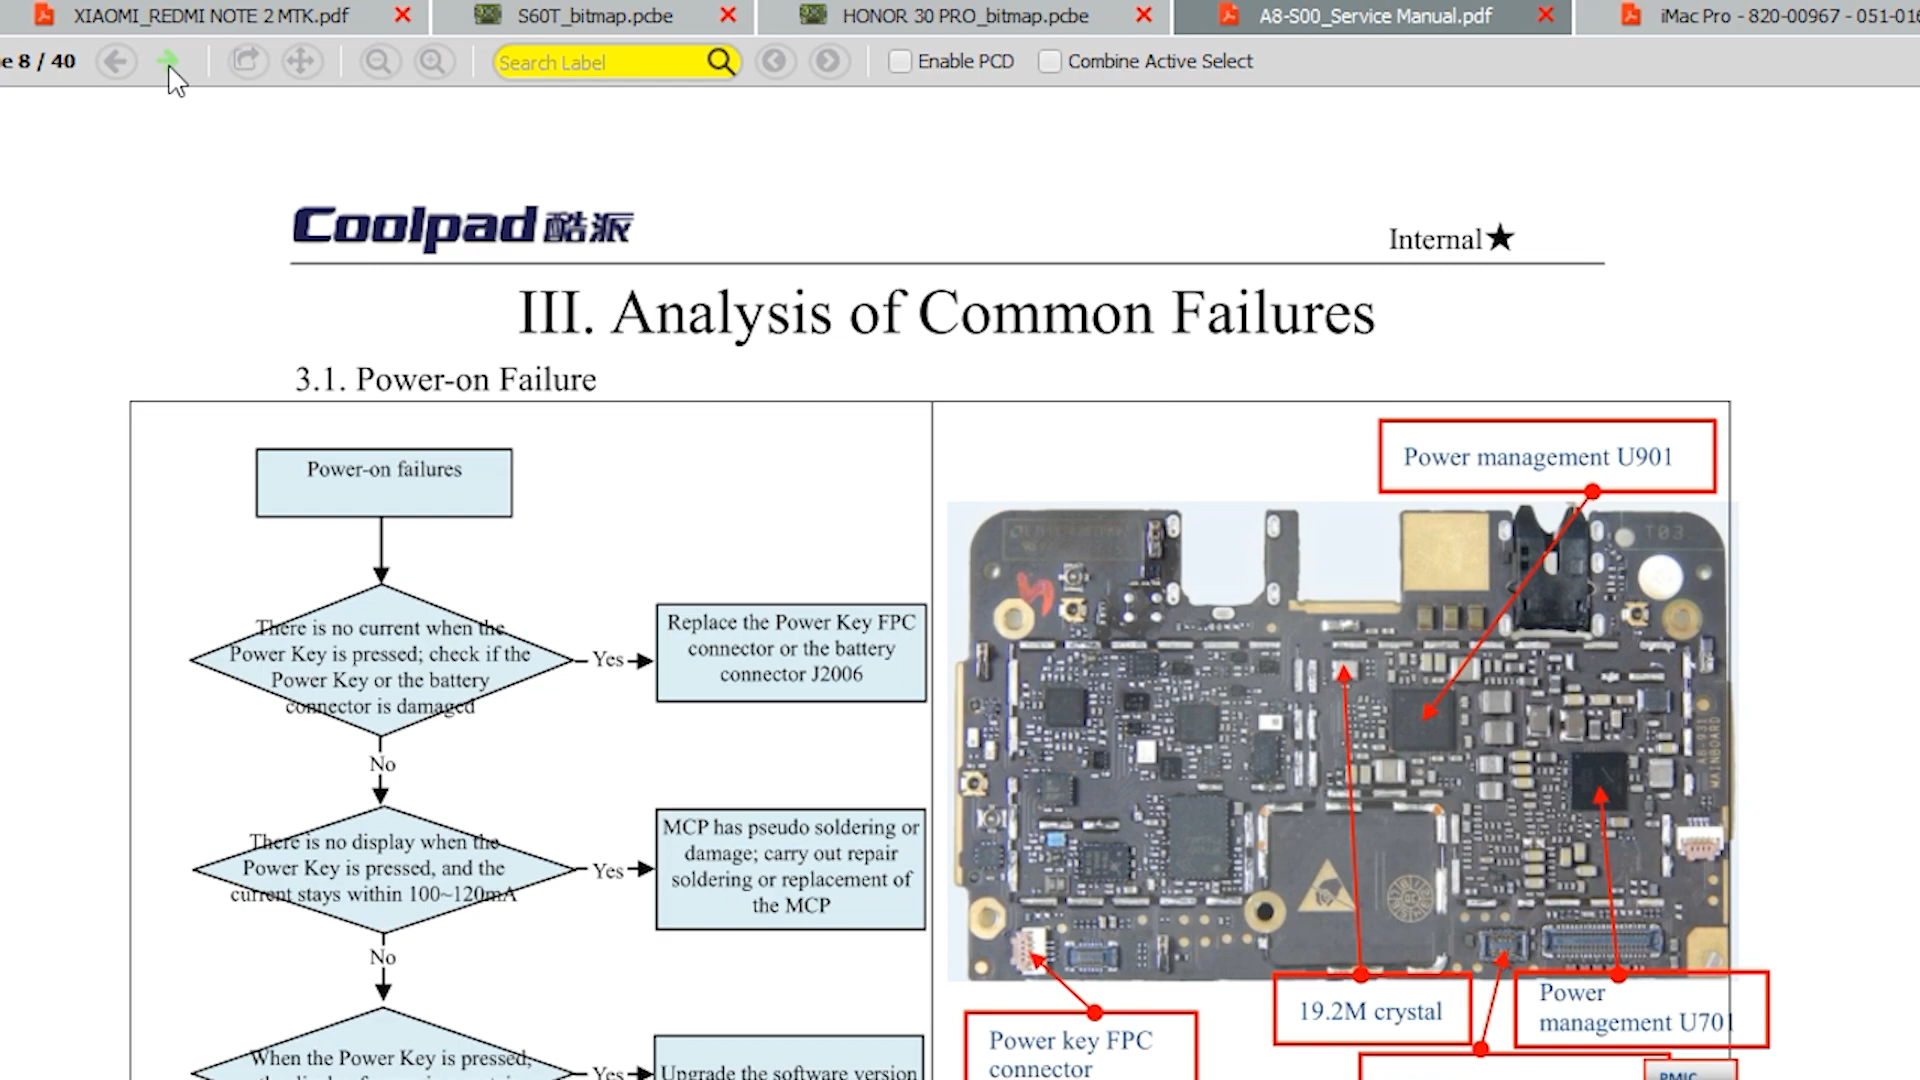 XIAOMI_REDMI NOTE 2 MTK.pdf
S60T_bitmap.pcbe
HONOR 30 PRO_bitmap.pcbe
A8-S00_Service Manual.pdf
iMac Pro - 820-00967 - 051-016
e 8 / 40
Search Label
Enable PCD
Combine Active Select
Coolpad 酷派
Internal★
III. Analysis of Common Failures
3.1. Power-on Failure
Power-on failures
There is no current when the
Power Key is pressed; check if the
Power Key or the battery
connector is damaged
Yes
Replace the Power Key FPC
connector or the battery
connector J2006
No
There is no display when the
Power Key is pressed, and the
current stays within 100~120mA
Yes
MCP has pseudo soldering or
damage; carry out repair
soldering or replacement of
the MCP
No
When the Power Key is pressed;
Yes
Upgrade the software version
Power management U901
T03
A8-931
MAINBOARD
19.2M crystal
Power
management U701
Power key FPC
connector
PMIC